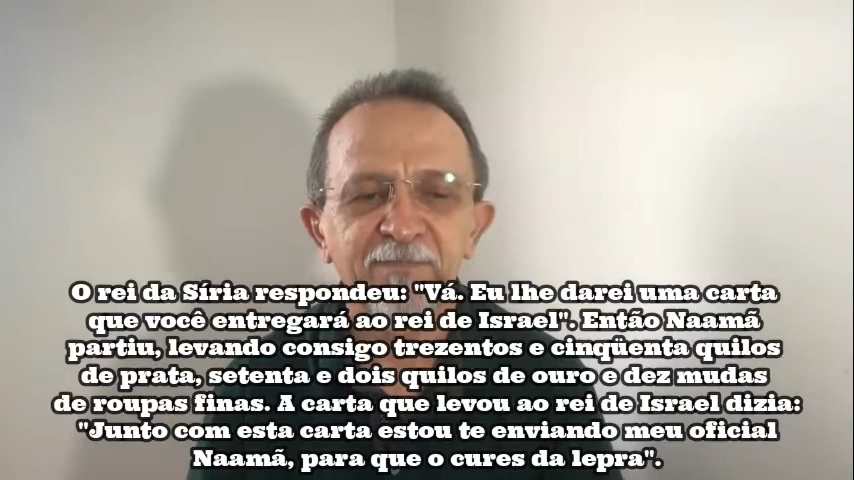 O rei da Síria respondeu: "Vá. Eu lhe darei uma carta
que você entregará ao rei de Israel". Então Naamã
partiu, levando consigo trezentos e cinqüenta quilos
de prata, setenta e dois quilos de ouro e dez mudas
de roupas finas. A carta que levou ao rei de Israel dizia:
"Junto com esta carta estou te enviando meu oficial
Naamã, para que o cures da lepra".